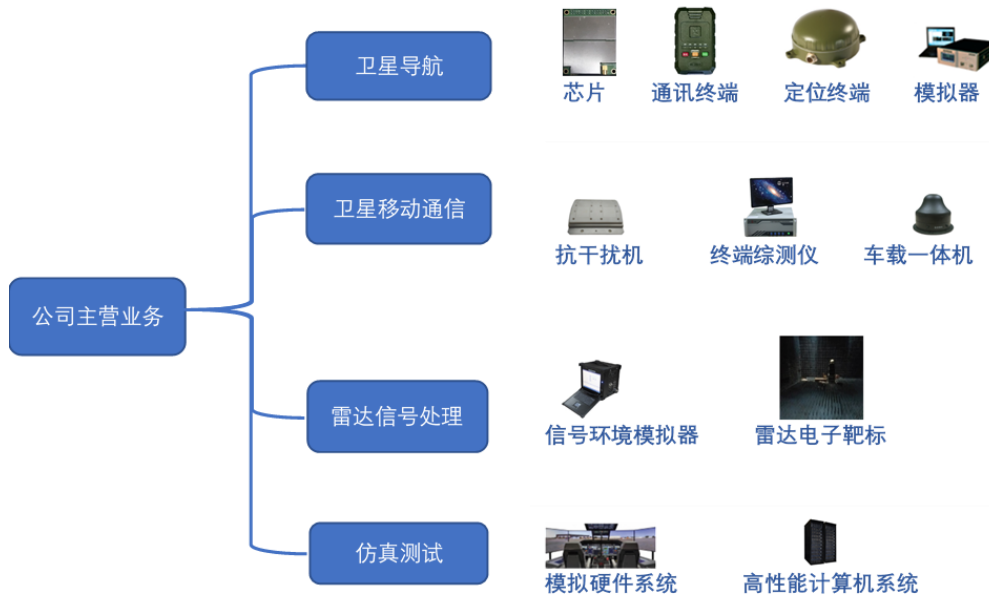 卫星导航
芯片
通讯终端
定位终端
模拟器
卫星移动通信
抗干扰机
终端综测仪
车载一体机
公司主营业务
雷达信号处理
信号环境模拟器
雷达电子靶标
仿真测试
模拟硬件系统
高性能计算机系统